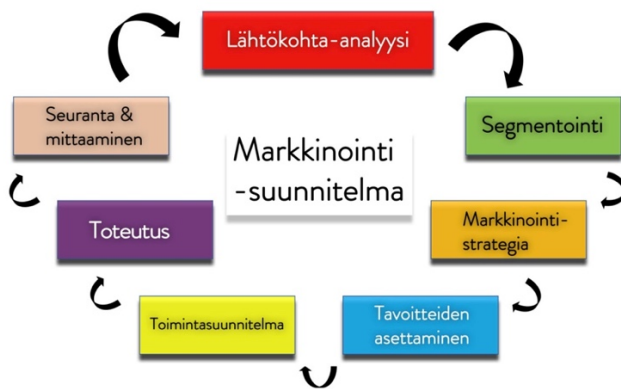 Lähtökohta-analyysi
Segmentointi
Markkinointi-
strategia
Tavoitteiden
asettaminen
Toimintasuunnitelma
Toteutus
Seuranta &
mittaaminen
Markkinointi
-suunnitelma